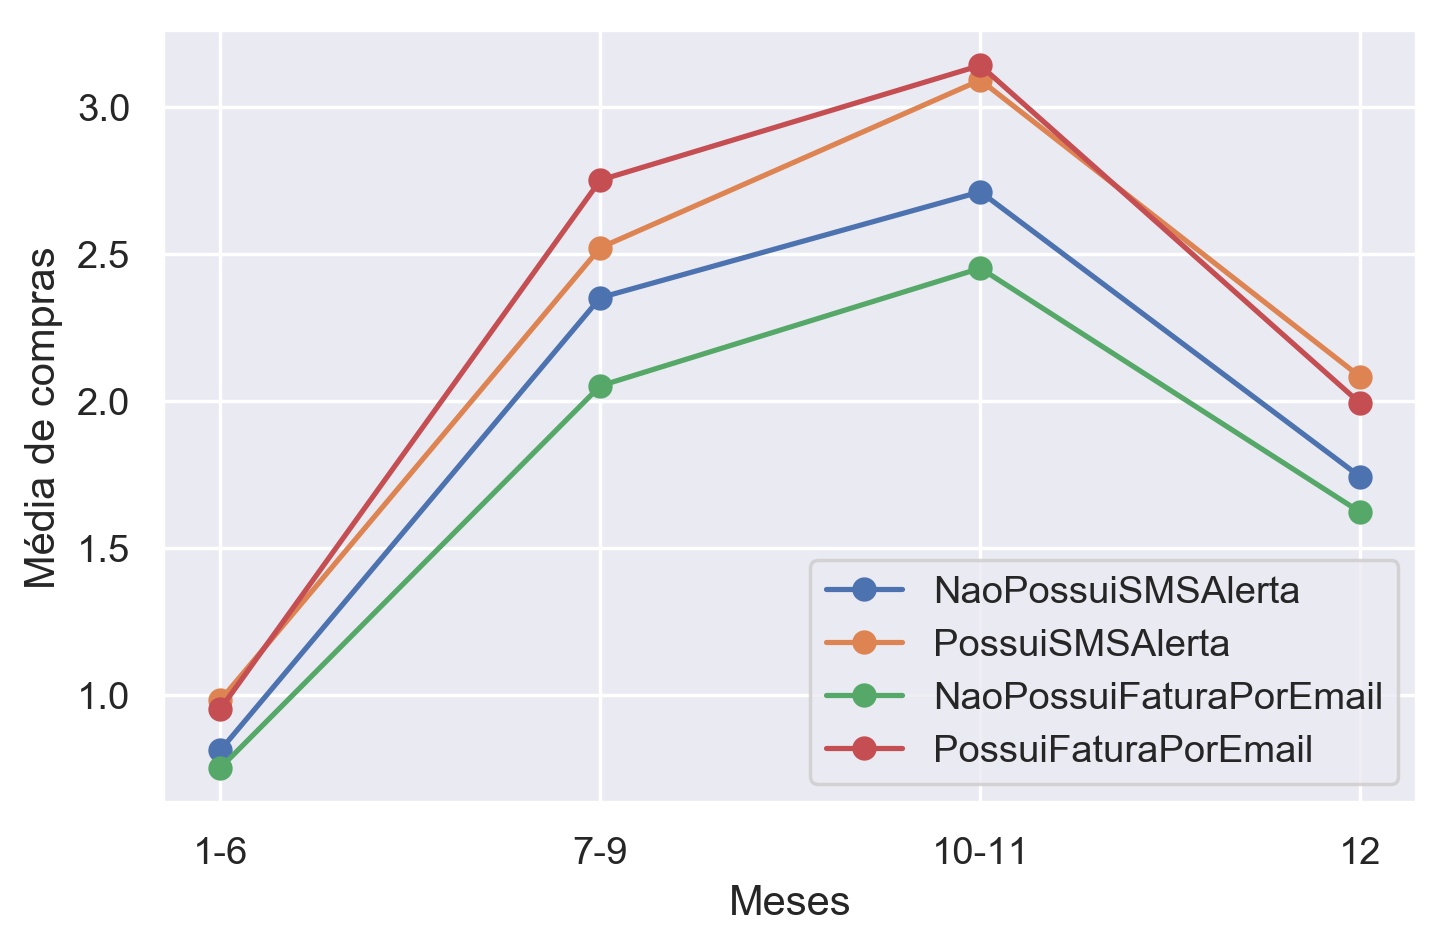 Média de compras
3.0
2.5
2.0
1.5
1.0
NaoPossuiSMSAlerta
PossuiSMSAlerta
NaoPossuiFaturaPorEmail
PossuiFaturaPorEmail
1-6
7-9
10-11
12
Meses